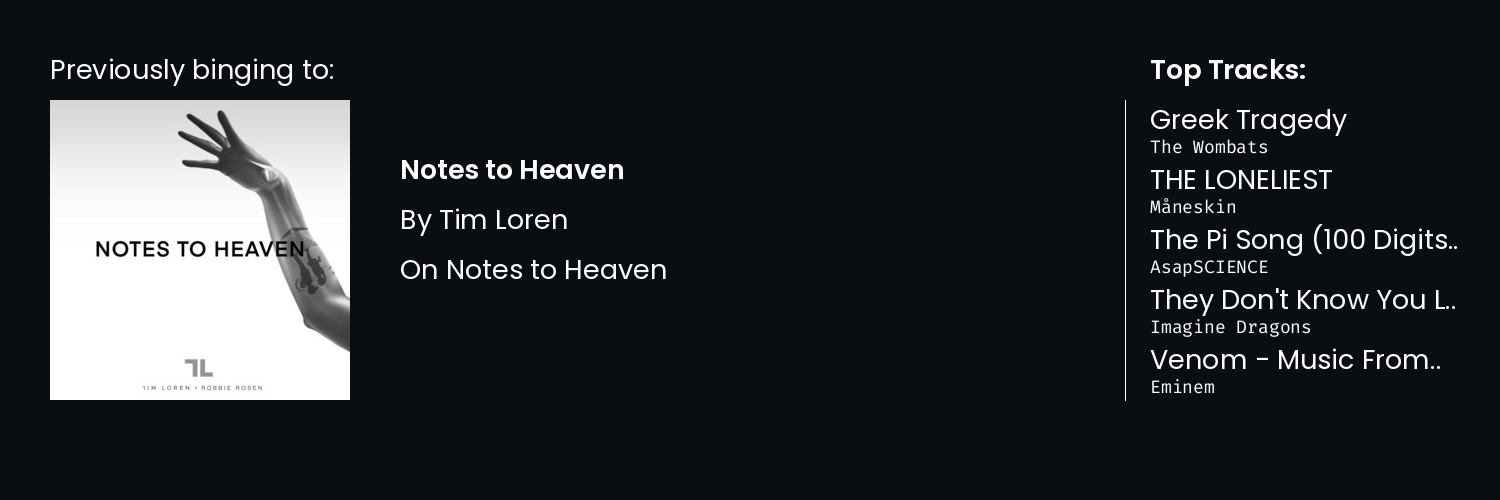 Previously binging to:
NOTES TO HEAVEN
TL
TIM LOREN × ROBBIE ROSEN
Notes to Heaven
By Tim Loren
On Notes to Heaven
Top Tracks:
Greek Tragedy
The Wombats
THE LONELIEST
Måneskin
The Pi Song (100 Digits..
AsapSCIENCE
They Don't Know You L..
Imagine Dragons
Venom - Music From..
Eminem